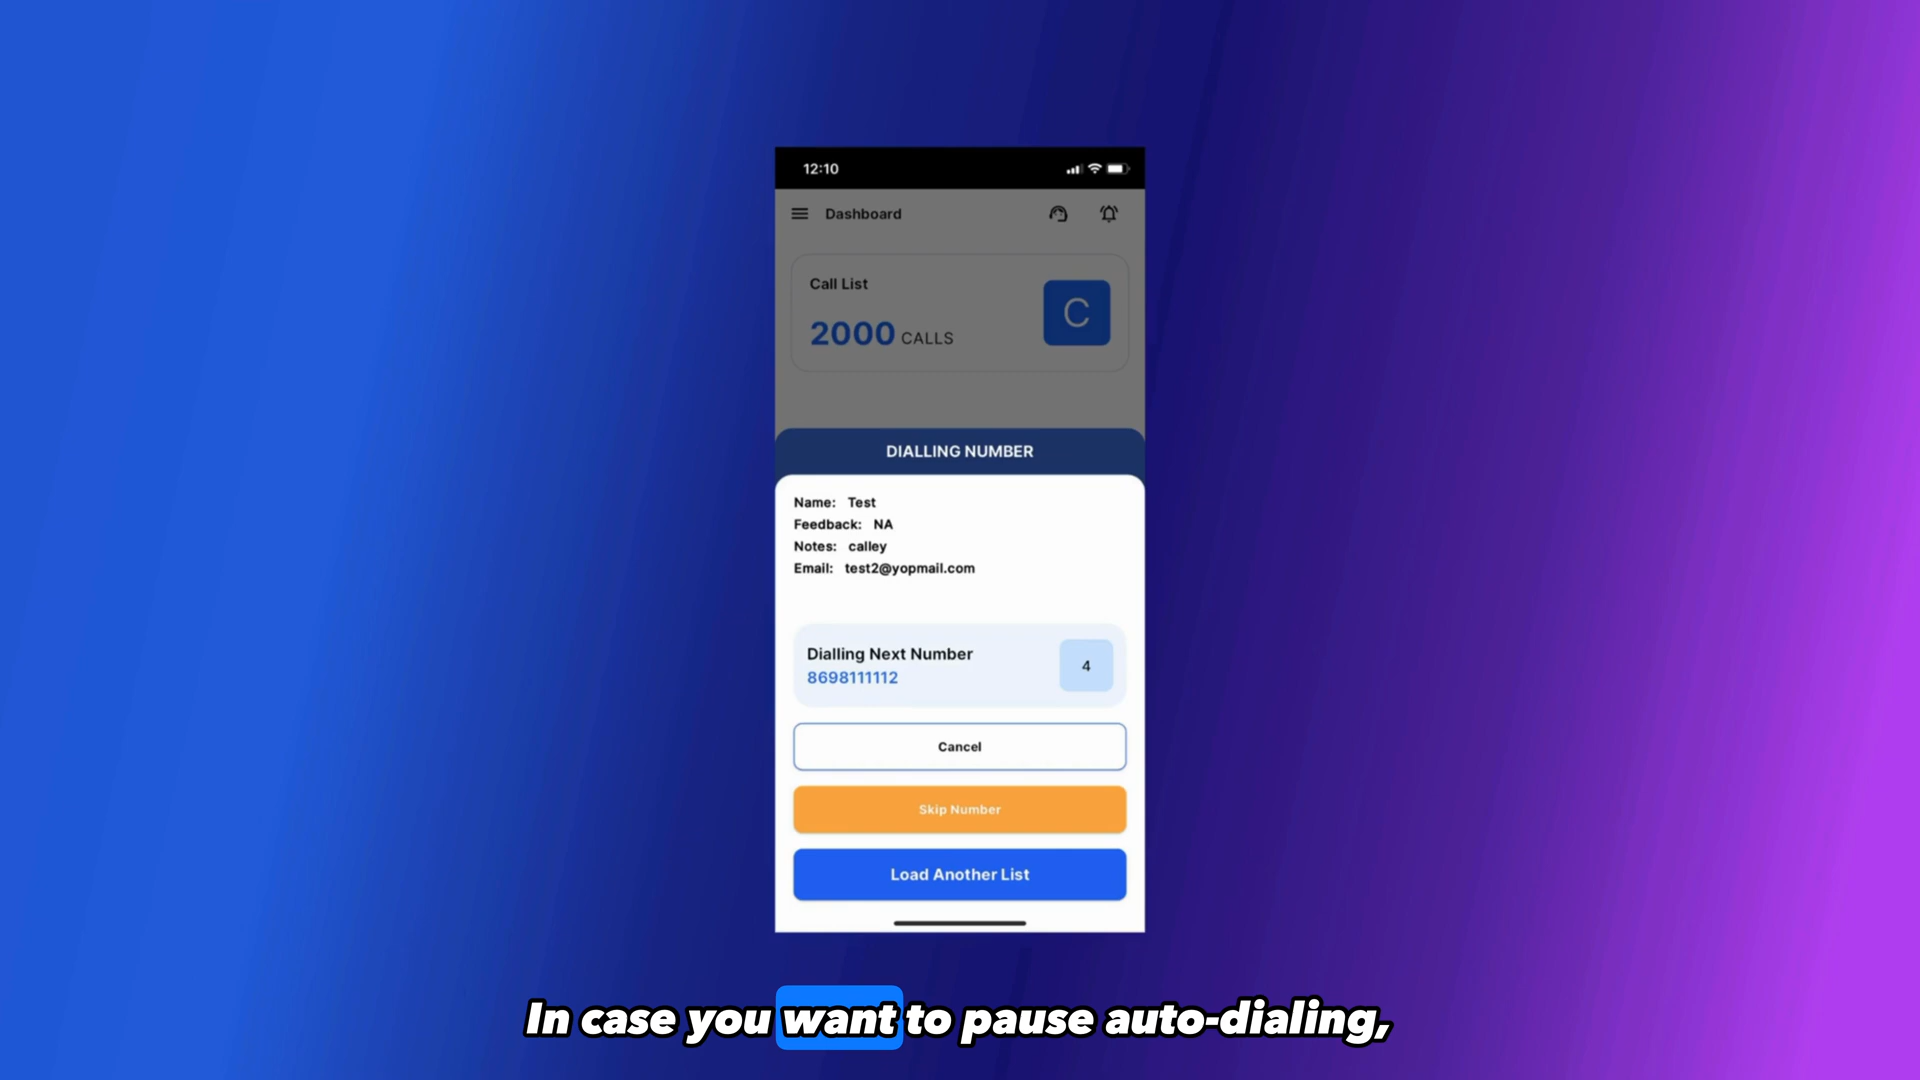 12:10
Dashboard
Call List
2000 CALLS
C
DIALLING NUMBER
Name: Test
Feedback: NA
Notes: calley
Email: test2@yopmail.com
Dialling Next Number
8698111112
4
Cancel
Skip Number
Load Another List
In case you want to pause auto-dialing,